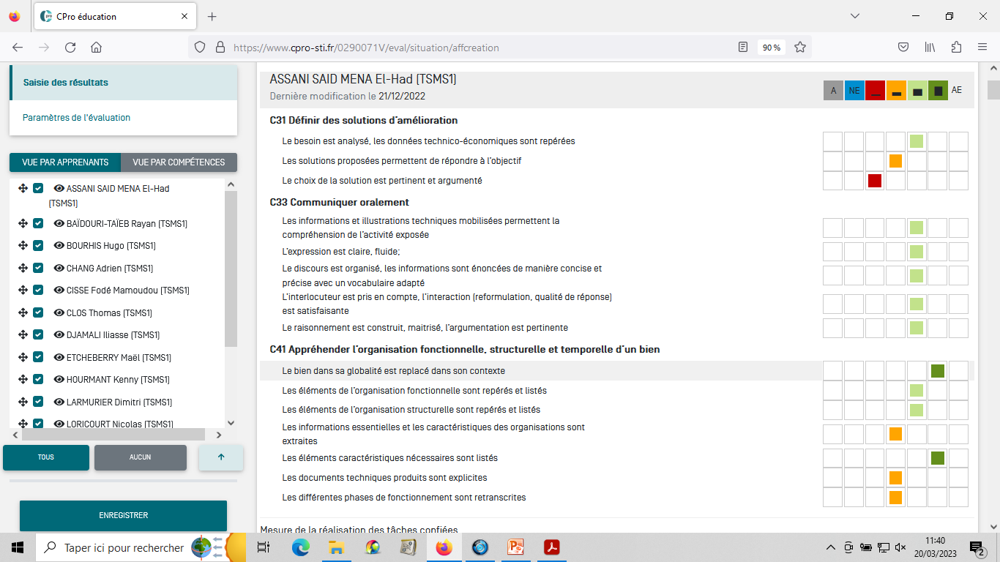 CPro éducation
https://www.cpro-sti.fr/0290071V/eval/situation/affcreation
90 %
Saisie des résultats
Paramètres de l'évaluation
VUE PAR APPRENANTS
VUE PAR COMPÉTENCES
ASSANI SAID MENA El-Had
(TSMS1)
BAÏDOURI-TAÏEB Rayan (TSMS1)
BOURHIS Hugo (TSMS1)
CHANG Adrien (TSMS1)
CISSE Fodé Mamoudou (TSMS1)
CLOS Thomas (TSMS1)
DJAMALI Iliasse (TSMS1)
ETCHEBERRY Maël (TSMS1)
HOURMANT Kenny (TSMS1)
LARMURIER Dimitri (TSMS1)
LORICOURT Nicolas (TSMS1)
TOUS
AUCUN
ENREGISTRER
ASSANI SAID MENA El-Had (TSMS1)
Dernière modification le 21/12/2022
A NE AE
C31 Définir des solutions d'amélioration
Le besoin est analysé, les données technico-économiques sont repérées
Les solutions proposées permettent de répondre à l'objectif
Le choix de la solution est pertinent et argumenté
C33 Communiquer oralement
Les informations et illustrations techniques mobilisées permettent la
compréhension de l'activité exposée
L'expression est claire, fluide;
Le discours est organisé, les informations sont énoncées de manière concise et
précise avec un vocabulaire adapté
L'interlocuteur est pris en compte, l'interaction (reformulation, qualité de réponse)
est satisfaisante
Le raisonnement est construit, maitrisé, l'argumentation est pertinente
C41 Appréhender l'organisation fonctionnelle, structurelle et temporelle d'un bien
Le bien dans sa globalité est replacé dans son contexte
Les éléments de l'organisation fonctionnelle sont repérés et listés
Les éléments de l'organisation structurelle sont repérés et listés
Les informations essentielles et les caractéristiques des organisations sont
extraites
Les éléments caractéristiques nécessaires sont listés
Les documents techniques produits sont explicites
Les différentes phases de fonctionnement sont retranscrites
Mesure de la réalisation des tâches confiées
Taper ici pour rechercher
11:40
20/03/2023
2